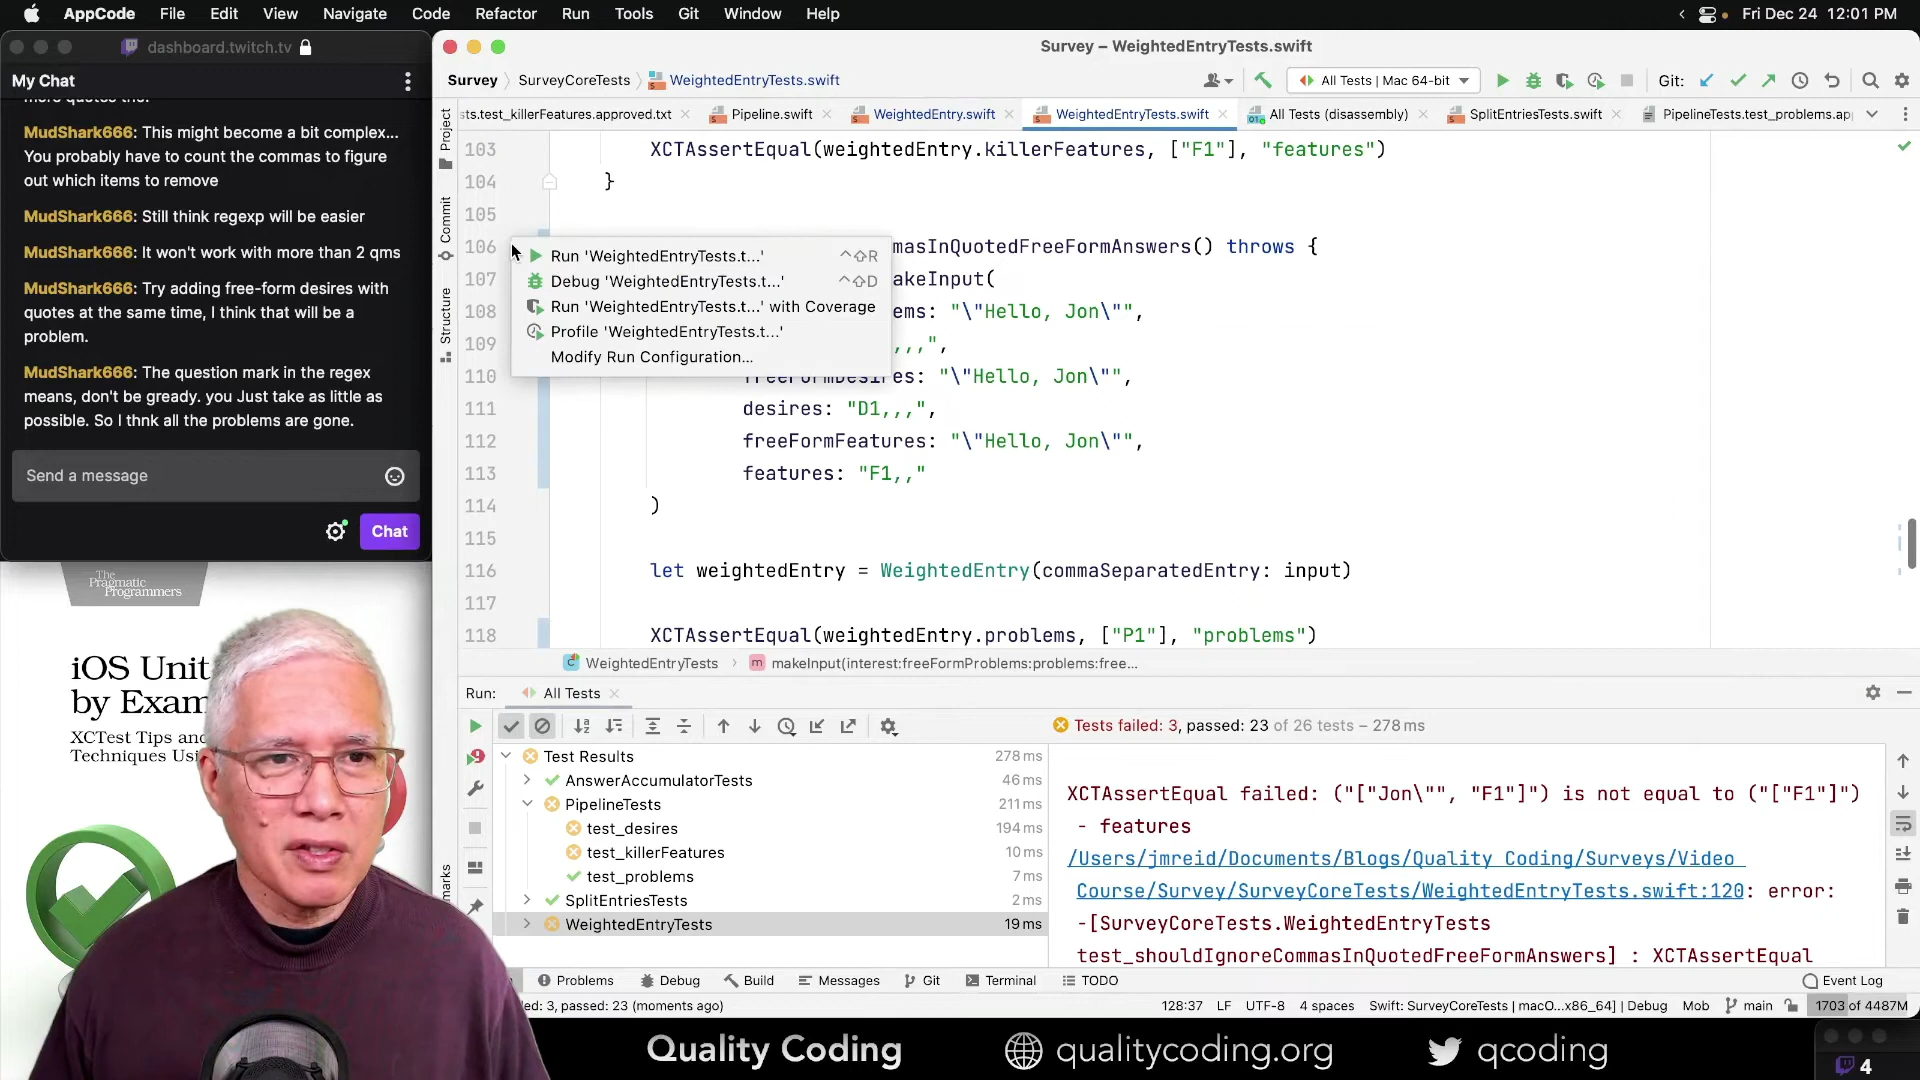 AppCode File Edit View Navigate Code Refactor Run Tools Git Window Help
Fri Dec 24 12:01 PM
dashboard.twitch.tv
My Chat
more quotes tho.
MudShark666: This might become a bit complex...
You probably have to count the commas to figure
out which items to remove
MudShark666: Still think regexp will be easier
MudShark666: It won't work with more than 2 qms
MudShark666: Try adding free-form desires with
quotes at the same time, I think that will be a
problem.
MudShark666: The question mark in the regex
means, don't be gready. you Just take as little as
possible. So I thnk all the problems are gone.
Send a message
Chat
The
Pragmatic
Programmers
iOS Unit
by Exam
XCTest Tips and
Techniques Usi
Survey – WeightedEntryTests.swift
Survey SurveyCoreTests WeightedEntryTests.swift
All Tests | Mac 64-bit
Git:
ts.test_killerFeatures.approved.txt Pipeline.swift WeightedEntry.swift WeightedEntryTests.swift All Tests (disassembly) SplitEntriesTests.swift PipelineTests.test_problems.ap
Project
Commit
Structure
marks
103 XCTAssertEqual(weightedEntry.killerFeatures, ["F1"], "features")
104 }
105
106 masInQuotedFreeFormAnswers() throws {
107 akeInput(
108 ems: "\"Hello, Jon\"",
109 ,,,",
110 freeFormDesires: "\"Hello, Jon\"",
111 desires: "D1,,,",
112 freeFormFeatures: "\"Hello, Jon\"",
113 features: "F1,,"
114 )
115
116 let weightedEntry = WeightedEntry(commaSeparatedEntry: input)
117
118 XCTAssertEqual(weightedEntry.problems, ["P1"], "problems")
Run 'WeightedEntryTests.t...' ⌃⇧R
Debug 'WeightedEntryTests.t...' ⌃⇧D
Run 'WeightedEntryTests.t...' with Coverage
Profile 'WeightedEntryTests.t...'
Modify Run Configuration...
WeightedEntryTests m makeInput(interest:freeFormProblems:problems:free...
Run: All Tests
Tests failed: 3, passed: 23 of 26 tests – 278 ms
Test Results 278 ms
AnswerAccumulatorTests 46 ms
PipelineTests 211 ms
test_desires 194 ms
test_killerFeatures 10 ms
test_problems 7 ms
SplitEntriesTests 2 ms
WeightedEntryTests 19 ms
XCTAssertEqual failed: ("["Jon\"", "F1"]") is not equal to ("["F1"]")
- features
/Users/jmreid/Documents/Blogs/Quality Coding/Surveys/Video
Course/Survey/SurveyCoreTests/WeightedEntryTests.swift:120: error:
-[SurveyCoreTests.WeightedEntryTests
test_shouldIgnoreCommasInQuotedFreeFormAnswers] : XCTAssertEqual
Problems Debug Build Messages Git Terminal TODO Event Log
ed: 3, passed: 23 (moments ago)
128:37 LF UTF-8 4 spaces Swift: SurveyCoreTests | macO...x86_64] | Debug Mob main 1703 of 4487M
Quality Coding qualitycoding.org qcoding
4